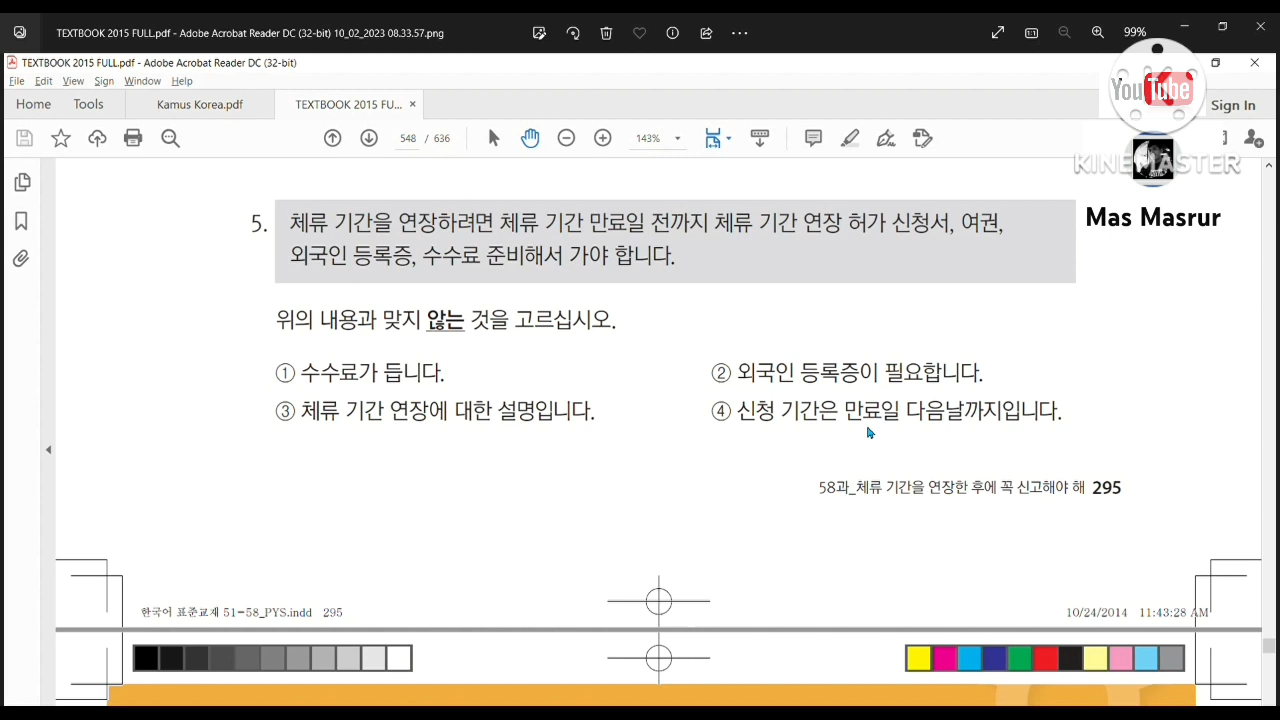 TEXTBOOK 2015 FULL.pdf - Adobe Acrobat Reader DC (32-bit) 10_02_2023 08.33.57.png
99%
TEXTBOOK 2015 FULL.pdf - Adobe Acrobat Reader DC (32-bit)
File Edit View Sign Window Help
Home Tools Kamus Korea.pdf TEXTBOOK 2015 FU... × Sign In
YouTube
548 / 636 143%
KINEMASTER
Mas Masrur
5. 체류 기간을 연장하려면 체류 기간 만료일 전까지 체류 기간 연장 허가 신청서, 여권,
외국인 등록증, 수수료 준비해서 가야 합니다.
위의 내용과 맞지 않는 것을 고르십시오.
① 수수료가 듭니다. ② 외국인 등록증이 필요합니다.
③ 체류 기간 연장에 대한 설명입니다. ④ 신청 기간은 만료일 다음날까지입니다.
58과_체류 기간을 연장한 후에 꼭 신고해야 해 295
한국어 표준교재 51-58_PYS.indd 295 10/24/2014 11:43:28 AM